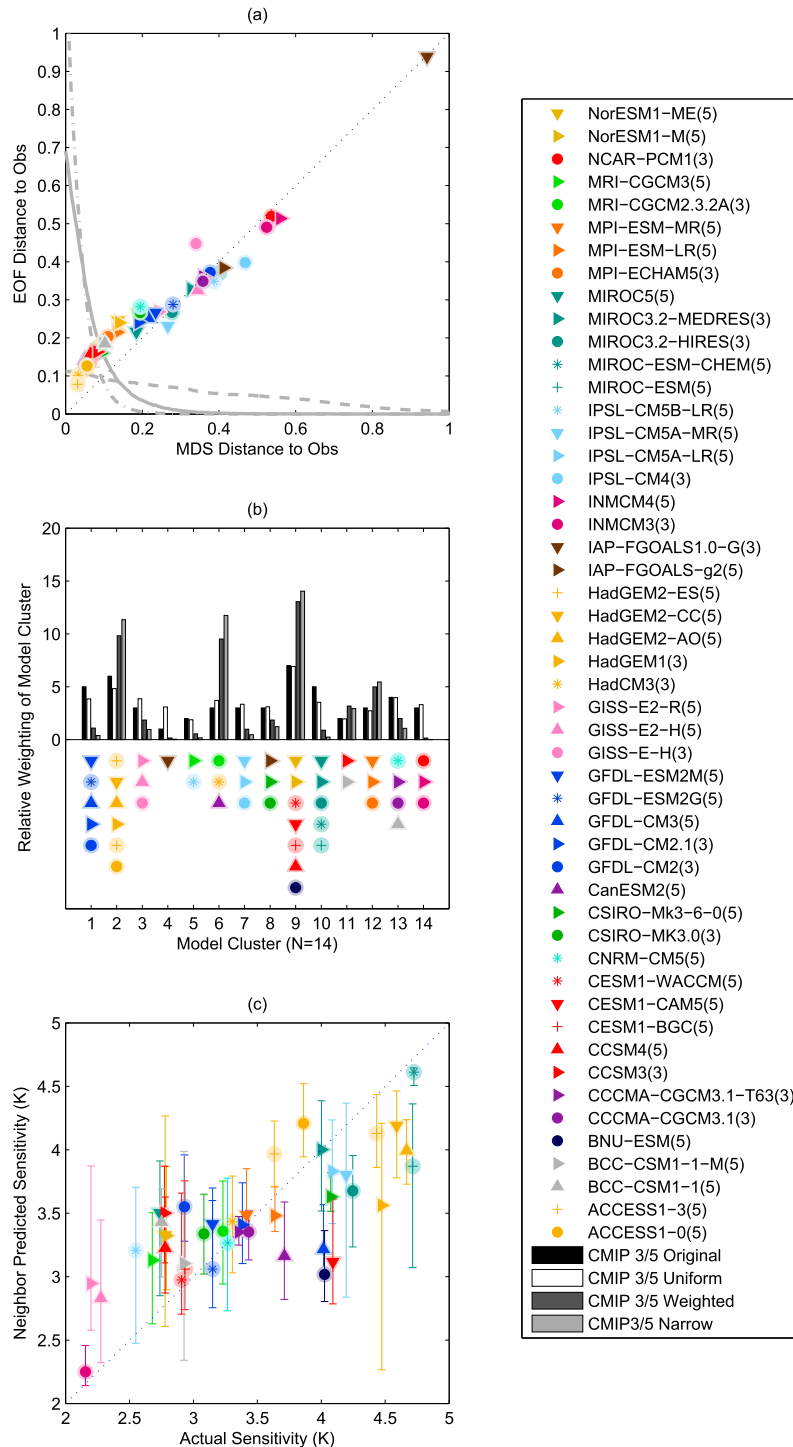 (a)
1
0.9
0.8
0.7
0.6
0.5
0.4
0.3
0.2
0.1
0
EOF Distance to Obs
0 0.2 0.4 0.6 0.8 1
MDS Distance to Obs
(b)
20
15
10
5
0
Relative Weighting of Model Cluster
1 2 3 4 5 6 7 8 9 10 11 12 13 14
Model Cluster (N=14)
(c)
5
4.5
4
3.5
3
2.5
2
Neighbor Predicted Sensitivity (K)
2 2.5 3 3.5 4 4.5 5
Actual Sensitivity (K)
NorESM1−ME(5)
NorESM1−M(5)
NCAR−PCM1(3)
MRI−CGCM3(5)
MRI−CGCM2.3.2A(3)
MPI−ESM−MR(5)
MPI−ESM−LR(5)
MPI−ECHAM5(3)
MIROC5(5)
MIROC3.2−MEDRES(3)
MIROC3.2−HIRES(3)
MIROC−ESM−CHEM(5)
MIROC−ESM(5)
IPSL−CM5B−LR(5)
IPSL−CM5A−MR(5)
IPSL−CM5A−LR(5)
IPSL−CM4(3)
INMCM4(5)
INMCM3(3)
IAP−FGOALS1.0−G(3)
IAP−FGOALS−g2(5)
HadGEM2−ES(5)
HadGEM2−CC(5)
HadGEM2−AO(5)
HadGEM1(3)
HadCM3(3)
GISS−E2−R(5)
GISS−E2−H(5)
GISS−E−H(3)
GFDL−ESM2M(5)
GFDL−ESM2G(5)
GFDL−CM3(5)
GFDL−CM2.1(3)
GFDL−CM2(3)
CanESM2(5)
CSIRO−Mk3−6−0(5)
CSIRO−MK3.0(3)
CNRM−CM5(5)
CESM1−WACCM(5)
CESM1−CAM5(5)
CESM1−BGC(5)
CCSM4(5)
CCSM3(3)
CCCMA−CGCM3.1−T63(3)
CCCMA−CGCM3.1(3)
BNU−ESM(5)
BCC−CSM1−1−M(5)
BCC−CSM1−1(5)
ACCESS1−3(5)
ACCESS1−0(5)
CMIP 3/5 Original
CMIP 3/5 Uniform
CMIP 3/5 Weighted
CMIP3/5 Narrow